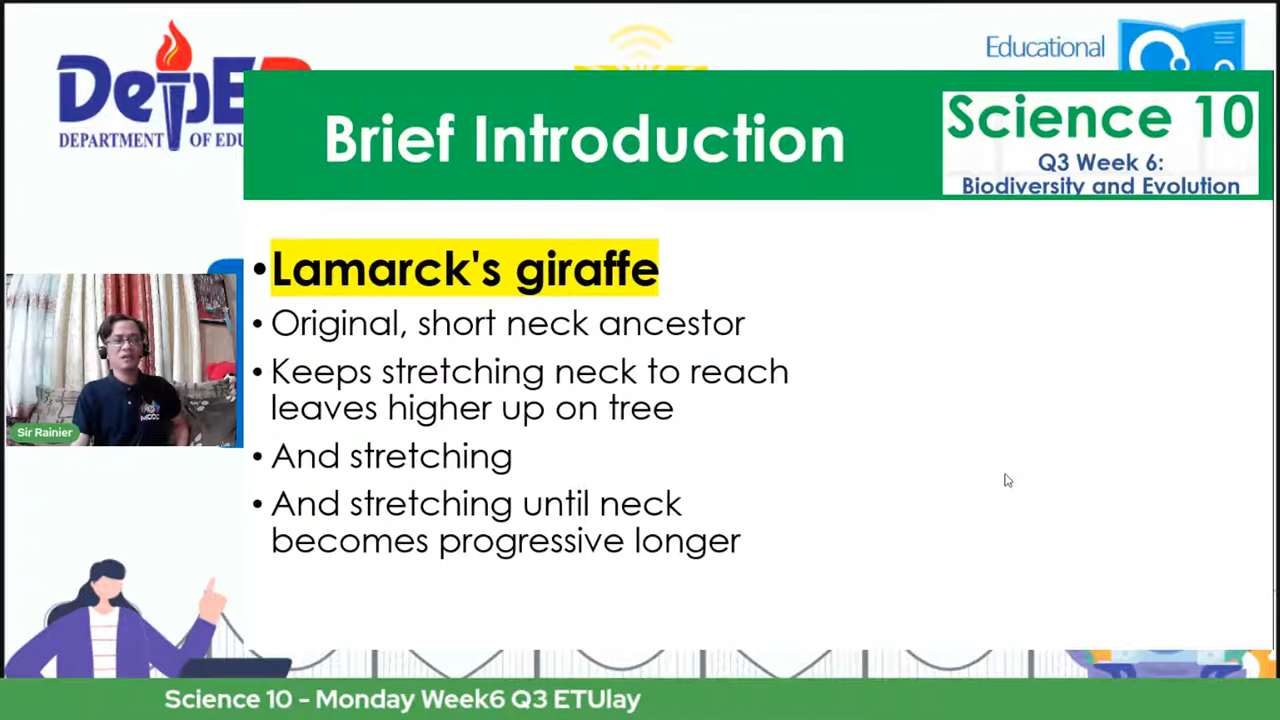 DepE
DEPARTMENT OF EDU
Educational
Brief Introduction
Science 10
Q3 Week 6:
Biodiversity and Evolution
•Lamarck's giraffe
• Original, short neck ancestor
• Keeps stretching neck to reach
leaves higher up on tree
• And stretching
• And stretching until neck
becomes progressive longer
Sir Rainier
Science 10 - Monday Week6 Q3 ETUlay